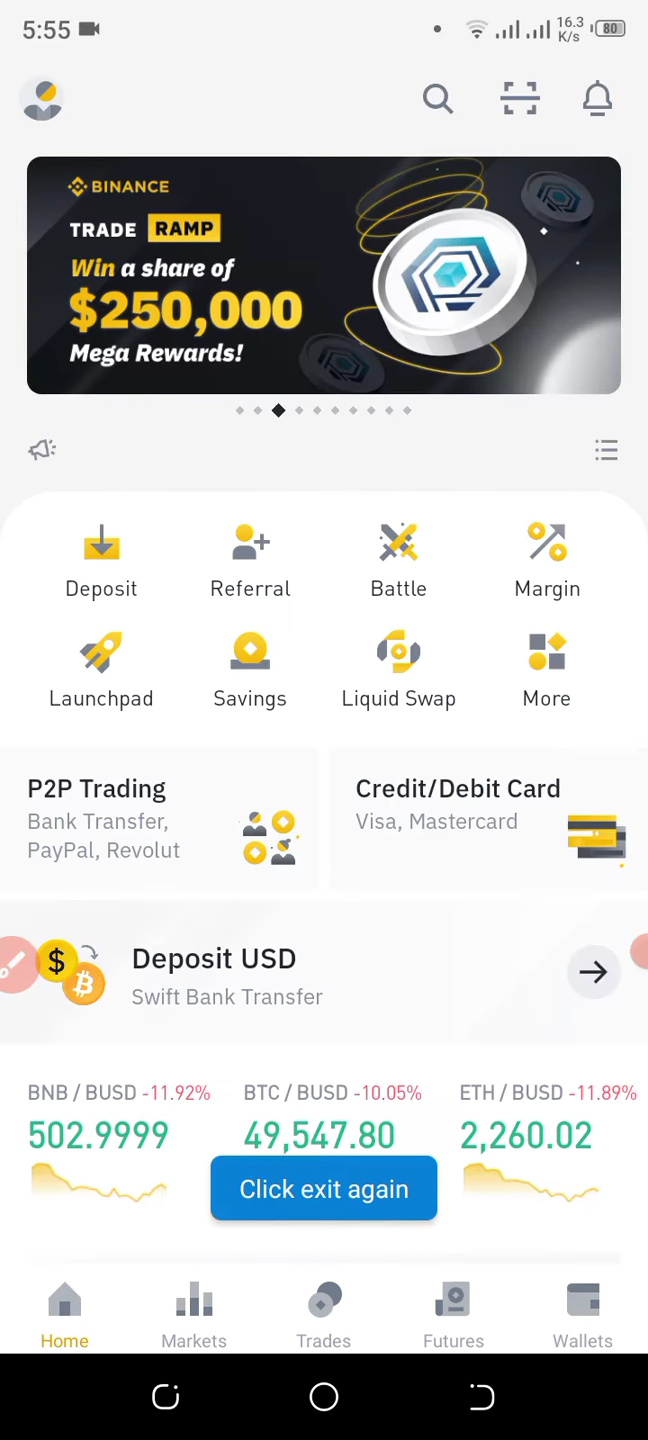 5:55
16.3
K/s
80
BINANCE
TRADE RAMP
Win a share of
$250,000
Mega Rewards!
Deposit Referral Battle Margin
Launchpad Savings Liquid Swap More
P2P Trading
Bank Transfer,
PayPal, Revolut
Credit/Debit Card
Visa, Mastercard
Deposit USD
Swift Bank Transfer
BNB / BUSD -11.92% BTC / BUSD -10.05% ETH / BUSD -11.89%
502.9999 49,547.80 2,260.02
Click exit again
Home Markets Trades Futures Wallets